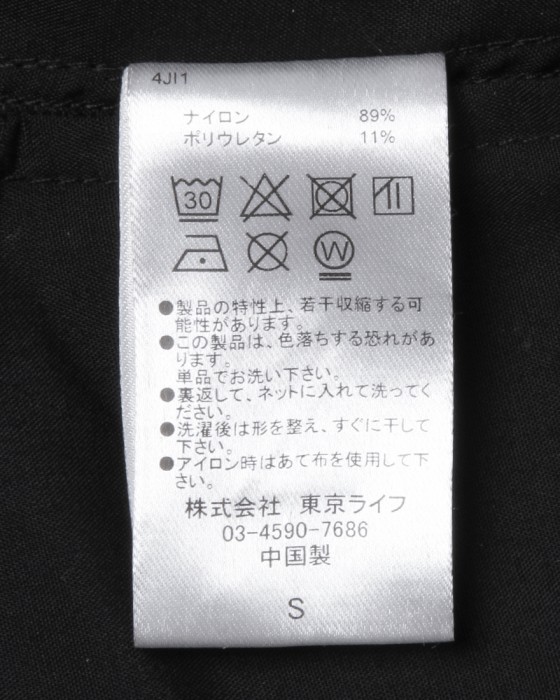 4JI1
ナイロン 89%
ポリウレタン 11%
30
W
●製品の特性上、若干収縮する可
能性があります。
●この製品は、色落ちする恐れがあ
ります。
単品でお洗い下さい。
●裏返して、ネットに入れて洗ってく
ださい。
●洗濯後は形を整え、すぐに干して
下さい。
●アイロン時はあて布を使用して下
さい。
株式会社 東京ライフ
03-4590-7686
中国製
S